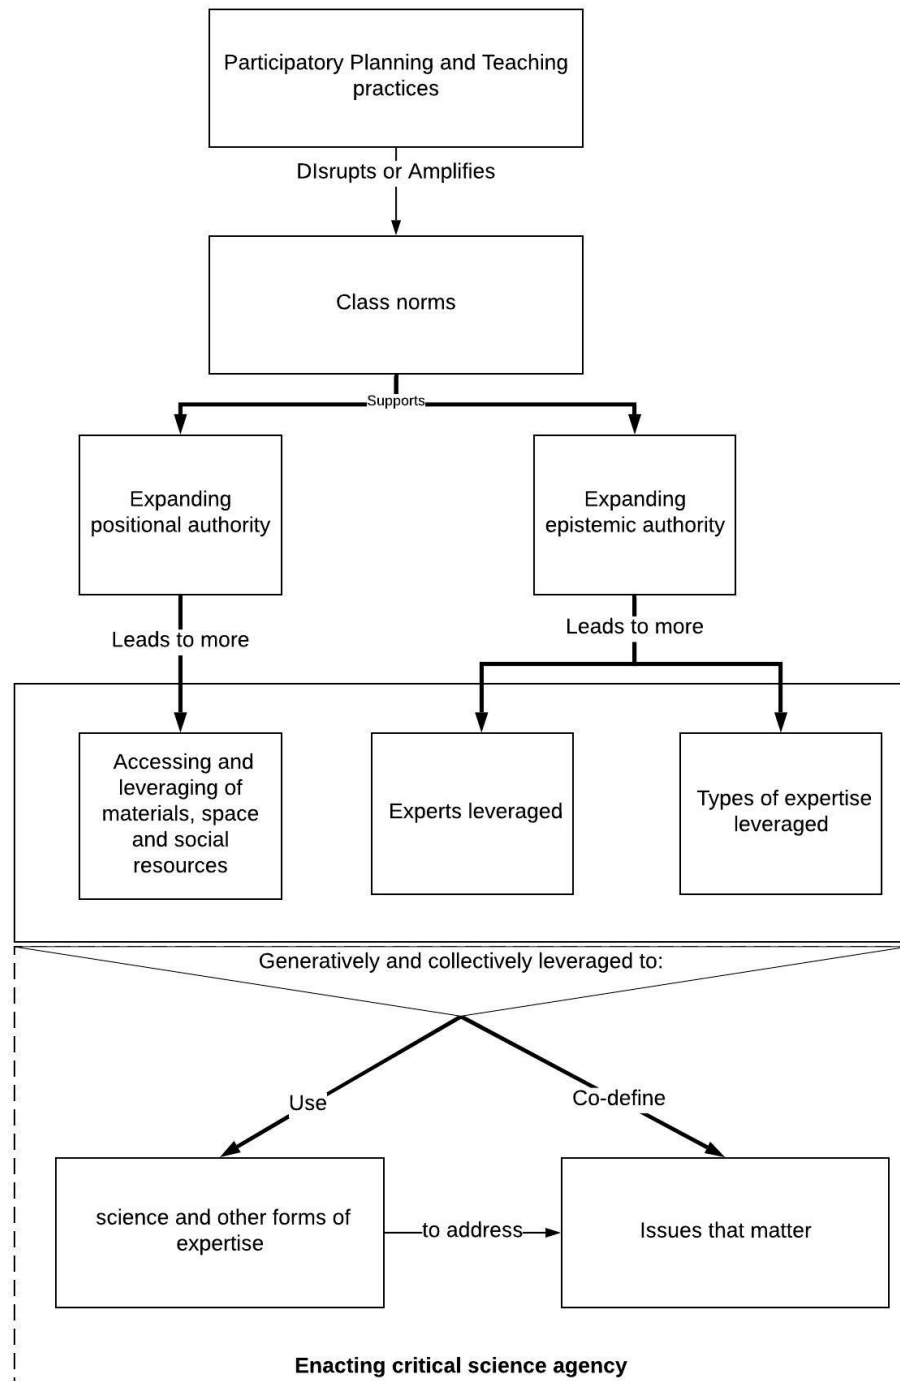 Participatory Planning and Teaching
practices
DIsrupts or Amplifies
Class norms
Supports
Expanding
positional authority
Expanding
epistemic authority
Leads to more
Leads to more
Accessing and
leveraging of
materials, space
and social
resources
Experts leveraged
Types of expertise
leveraged
Generatively and collectively leveraged to:
Use
Co-define
science and other forms of
expertise
to address
Issues that matter
Enacting critical science agency